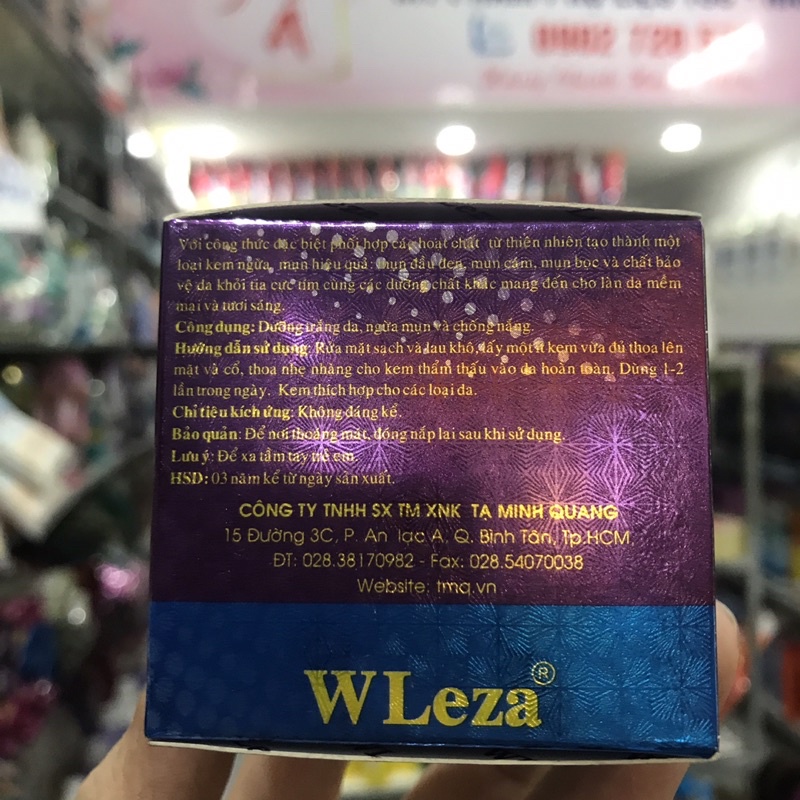 0902 728
Với công thức đặc biệt phối hợp các hoạt chất từ thiên nhiên tạo thành một
loại kem ngừa, mụn hiệu quả: mụn đầu đen, mụn cám, mụn bọc và chất bảo
vệ da khỏi tia cực tím cùng các dưỡng chất khác mang đến cho làn da mềm
mại và tươi sáng.
Công dụng: Dưỡng trắng da, ngừa mụn và chống nắng.
Hướng dẫn sử dụng: Rửa mặt sạch và lau khô, lấy một ít kem vừa đủ thoa lên
mặt và cổ, thoa nhẹ nhàng cho kem thẩm thấu vào da hoàn toàn. Dùng 1-2
lần trong ngày. Kem thích hợp cho các loại da.
Chỉ tiêu kích ứng: Không đáng kể.
Bảo quản: Để nơi thoáng mát, đóng nắp lại sau khi sử dụng.
Lưu ý: Để xa tầm tay trẻ em.
HSD: 03 năm kể từ ngày sản xuất.
CÔNG TY TNHH SX TM XNK TẠ MINH QUANG
15 Đường 3C, P. An lạc A, Q. Bình Tân, Tp.HCM
ĐT: 028.38170982 - Fax: 028.54070038
Website: tmq.vn
W Leza ®